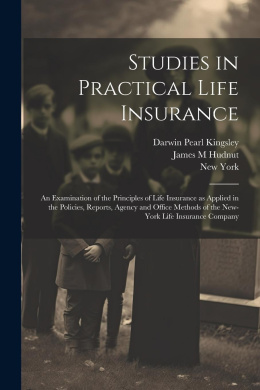 Studies in
Practical Life
Insurance
Darwin Pearl Kingsley
James M Hudnut
New York
An Examination of the Principles of Life Insurance as Applied
in the Policies, Reports, Agency and Office Methods of the New-
York Life Insurance Company